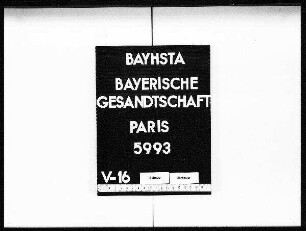 BAYHSTA
BAYERISCHE
GESANDTSCHAFT
PARIS
5993
V-16